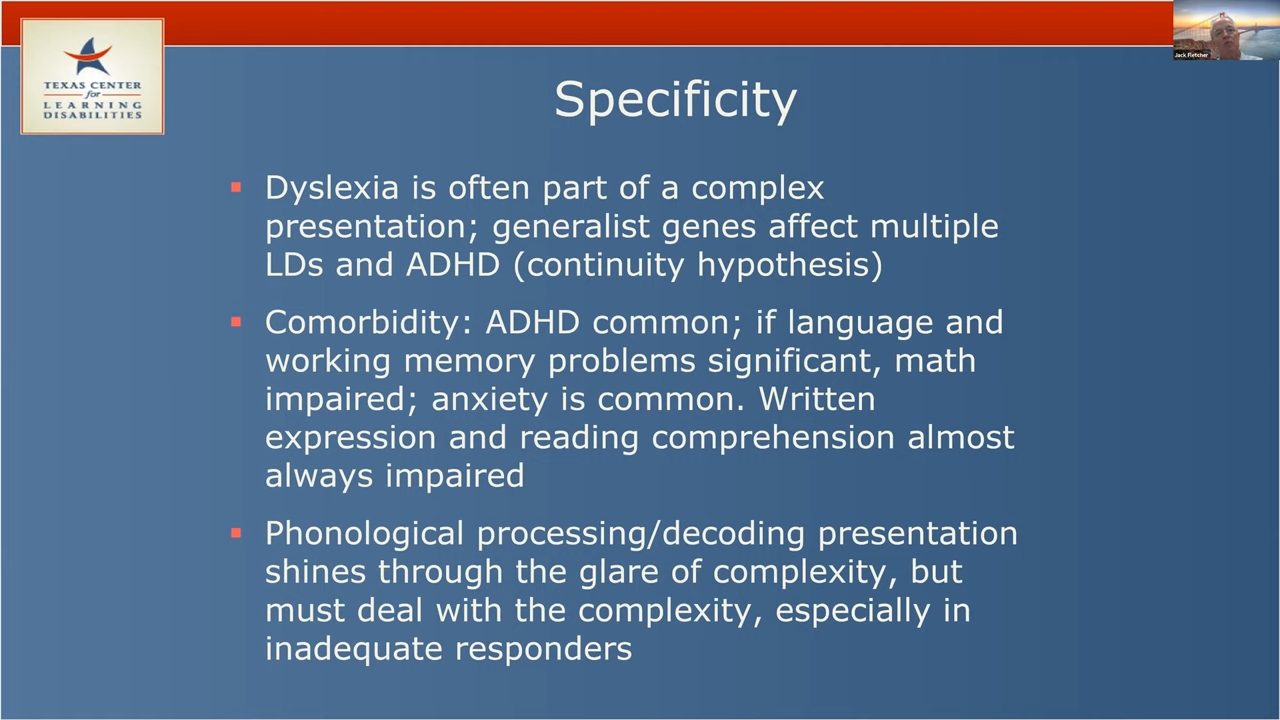 TEXAS CENTER
for
LEARNING
DISABILITIES
Jack Fletcher
Specificity
Dyslexia is often part of a complex
presentation; generalist genes affect multiple
LDs and ADHD (continuity hypothesis)
Comorbidity: ADHD common; if language and
working memory problems significant, math
impaired; anxiety is common. Written
expression and reading comprehension almost
always impaired
Phonological processing/decoding presentation
shines through the glare of complexity, but
must deal with the complexity, especially in
inadequate responders